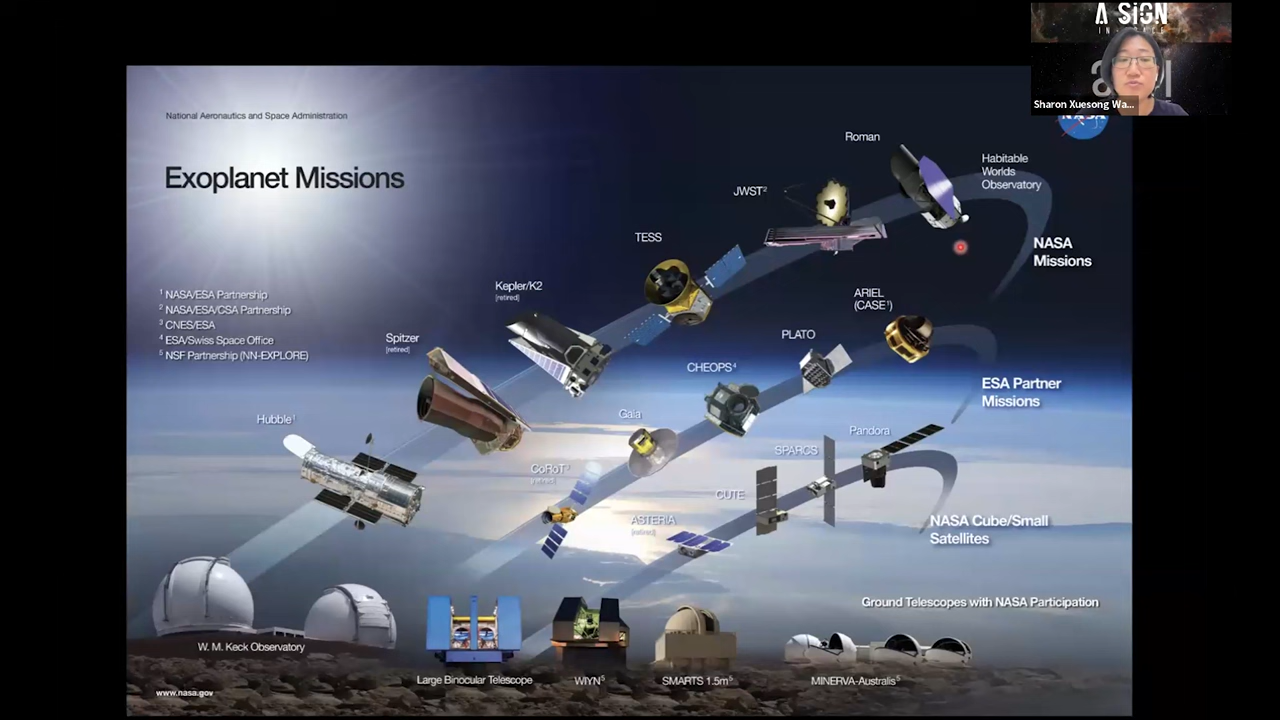 A SIGN
IN SPACE
Sharon Xuesong Wa...
NASA
National Aeronautics and Space Administration
Exoplanet Missions
Roman
Habitable
Worlds
Observatory
JWST²
TESS
NASA
Missions
Kepler/K2
[retired]
¹ NASA/ESA Partnership
² NASA/ESA/CSA Partnership
³ CNES/ESA
⁴ ESA/Swiss Space Office
⁵ NSF Partnership (NN-EXPLORE)
ARIEL
(CASE¹)
Spitzer
[retired]
PLATO
CHEOPS⁴
ESA Partner
Missions
Hubble¹
Gaia
Pandora
SPARCS
CoRoT³
[retired]
CUTE
ASTERIA
[retired]
NASA Cube/Small
Satellites
Ground Telescopes with NASA Participation
W. M. Keck Observatory
Large Binocular Telescope
WIYN⁵
SMARTS 1.5m⁵
MINERVA-Australis⁵
www.nasa.gov